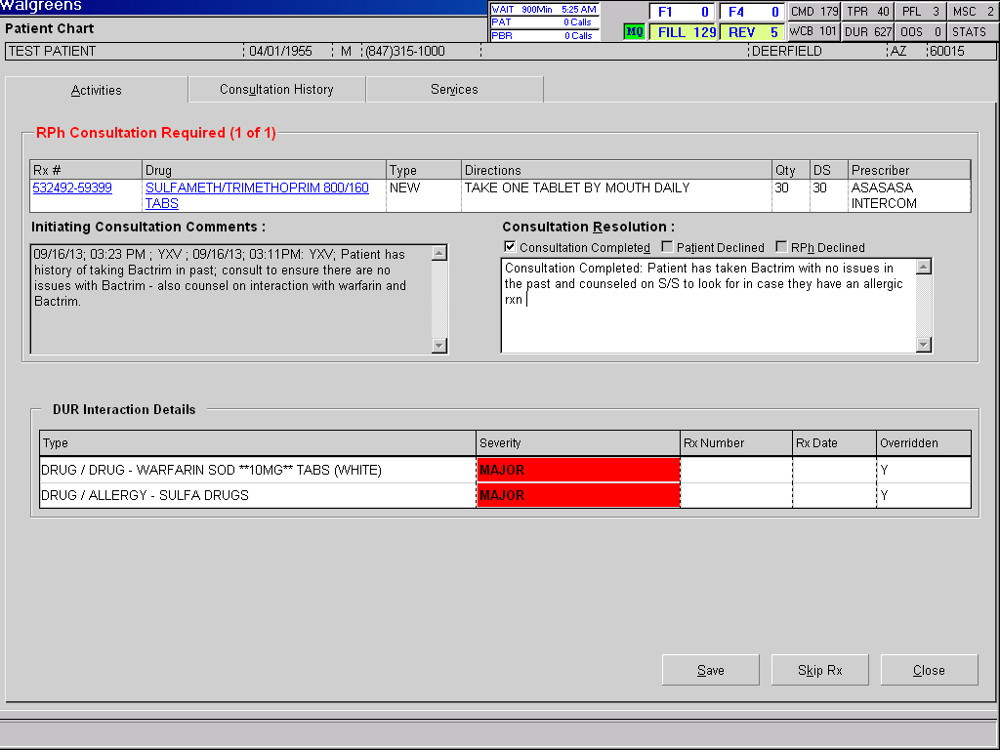 Walgreens
WAIT 900Min 5:25 AM
PAT 0 Calls
PBR 0 Calls
F1 0 F4 0
MQ FILL 129 REV 5
CMD 179 TPR 40 PFL 3 MSC 2
WCB 101 DUR 627 OOS 0 STATS
Patient Chart
TEST PATIENT 04/01/1955 M (847)315-1000 DEERFIELD AZ 60015
Activities Consultation History Services
RPh Consultation Required (1 of 1)
Rx # Drug Type Directions Qty DS Prescriber
532492-59399 SULFAMETH/TRIMETHOPRIM 800/160 NEW TAKE ONE TABLET BY MOUTH DAILY 30 30 ASASASA
TABS INTERCOM
Initiating Consultation Comments :
09/16/13; 03:23 PM ; YXV ; 09/16/13; 03:11PM: YXV; Patient has
history of taking Bactrim in past; consult to ensure there are no
issues with Bactrim - also counsel on interaction with warfarin and
Bactrim.
Consultation Resolution :
Consultation Completed Patient Declined RPh Declined
Consultation Completed: Patient has taken Bactrim with no issues in
the past and counseled on S/S to look for in case they have an allergic
rxn
DUR Interaction Details
Type Severity Rx Number Rx Date Overridden
DRUG / DRUG - WARFARIN SOD **10MG** TABS (WHITE) MAJOR Y
DRUG / ALLERGY - SULFA DRUGS MAJOR Y
Save Skip Rx Close